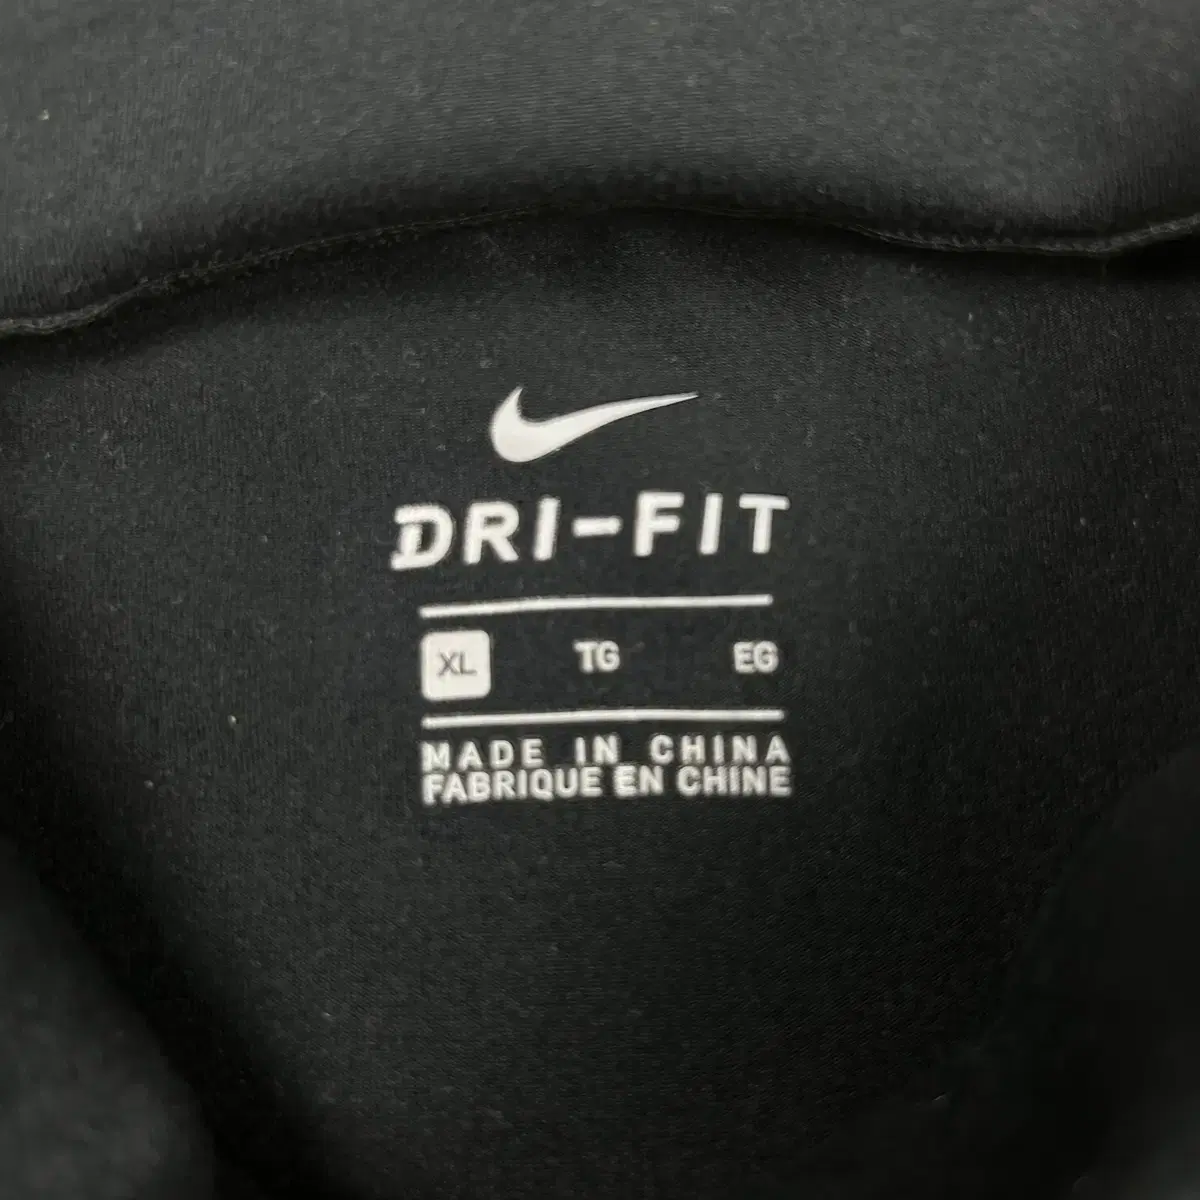 DRI-FIT
XL TG EG
MADE IN CHINA
FABRIQUE EN CHINE